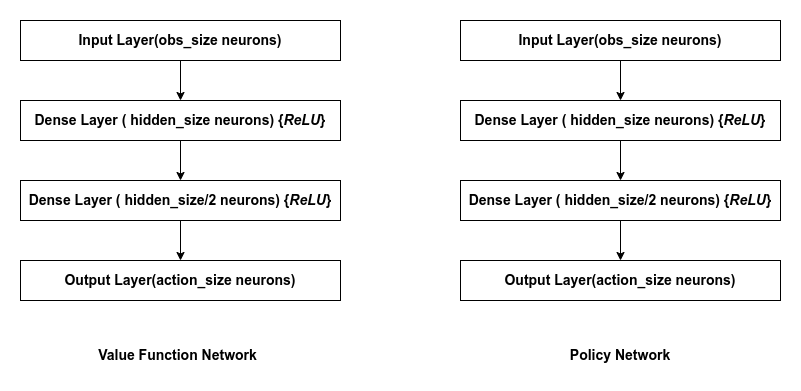 Input Layer(obs_size neurons)
Dense Layer ( hidden_size neurons) {ReLU}
Dense Layer ( hidden_size/2 neurons) {ReLU}
Output Layer(action_size neurons)
Value Function Network
Input Layer(obs_size neurons)
Dense Layer ( hidden_size neurons) {ReLU}
Dense Layer ( hidden_size/2 neurons) {ReLU}
Output Layer(action_size neurons)
Policy Network